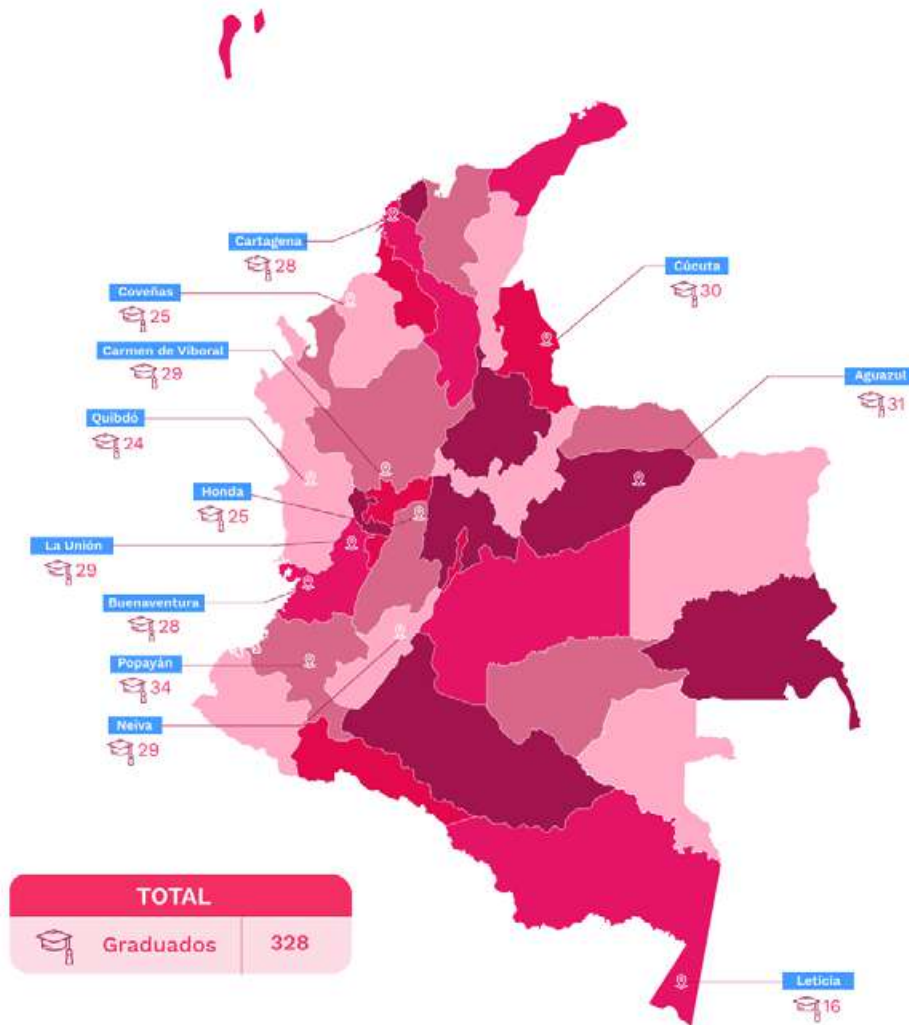 Cartagena
28
Coveñas
25
Carmen de Viboral
29
Quibdó
24
Honda
25
La Unión
29
Buenaventura
28
Popayán
34
Neiva
29
Cúcuta
30
Aguazul
31
TOTAL
Graduados 328
Leticia
16